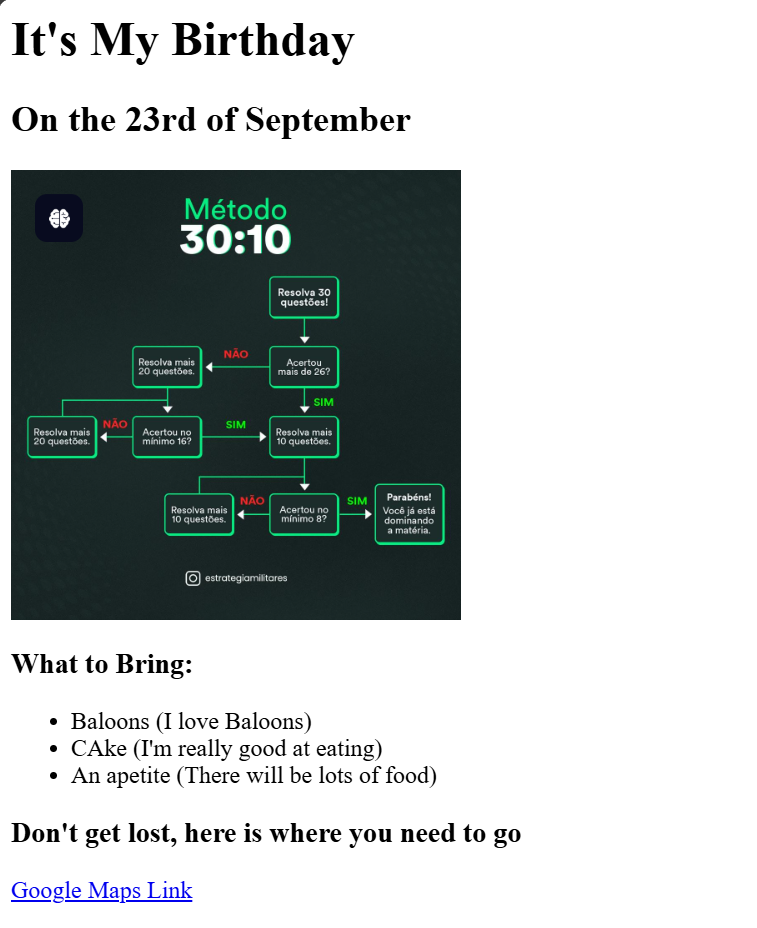 It's My Birthday
On the 23rd of September
Método
30:10
Resolva 30
questões!
NÃO
Resolva mais
20 questões.
Acertou
mais de 26?
SIM
Resolva mais
20 questões.
NÃO
Acertou no
mínimo 16?
SIM
Resolva mais
10 questões.
Resolva mais
10 questões.
NÃO
Acertou no
mínimo 8?
SIM
Parabéns!
Você já está
dominando
a matéria.
estrategiamilitares
What to Bring:
• Baloons (I love Baloons)
• CAke (I'm really good at eating)
• An apetite (There will be lots of food)
Don't get lost, here is where you need to go
Google Maps Link